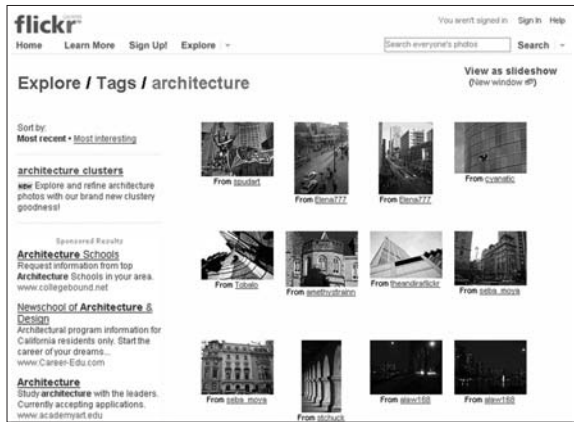 flickr
You aren't signed in Sign In Help
Home Learn More Sign Up! Explore
Search everyone's photos Search
Explore / Tags / architecture
View as slideshow
(New window)
Sort by:
Most recent • Most interesting
architecture clusters
NEW Explore and refine architecture
photos with our brand new clustery
goodness!
Sponsored Results
Architecture Schools
Request information from top
Architecture Schools in your area.
www.collegebound.net
Newschool of Architecture &
Design
Architectural program information for
California residents only. Start the
career of your dreams...
www.Career-Edu.com
Architecture
Study architecture with the leaders.
Currently accepting applications.
www.academyart.edu
From spudart
From Elena777
From Elena777
From cyanatic
From Tobalo
From amethystrainn
From theandiraflickr
From seba_moya
From seba_moya
From stchuck
From alaw168
From alaw168